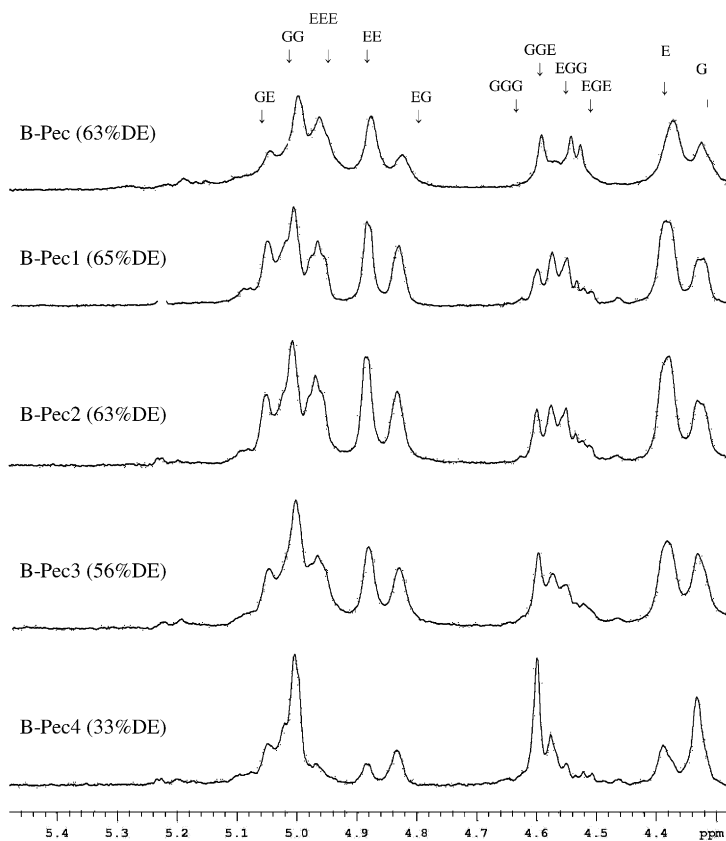 EEE
GG EE GGE E
EGG G
GE EG GGG EGE
B-Pec (63%DE)
B-Pec1 (65%DE)
B-Pec2 (63%DE)
B-Pec3 (56%DE)
B-Pec4 (33%DE)
5.4 5.3 5.2 5.1 5.0 4.9 4.8 4.7 4.6 4.5 4.4 ppm